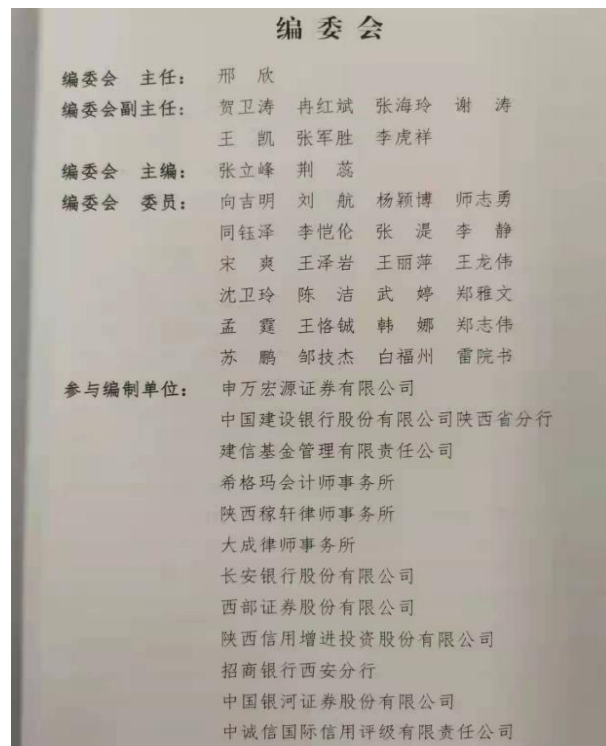 编委会
编委会　主任： 邢　欣
编委会副主任： 贺卫涛　冉红斌　张海玲　谢　涛
王　凯　张军胜　李虎祥
编委会　主编： 张立峰　荆　蕊
编委会　委员： 向吉明　刘　航　杨颖博　师志勇
同钰泽　李恺伦　张　湜　李　静
宋　爽　王泽岩　王丽萍　王龙伟
沈卫玲　陈　洁　武　婷　郑雅文
孟　霆　王恪铖　韩　娜　郑志伟
苏　鹏　邹技杰　白福州　雷院书
参与编制单位： 申万宏源证券有限公司
中国建设银行股份有限公司陕西省分行
建信基金管理有限责任公司
希格玛会计师事务所
陕西稼轩律师事务所
大成律师事务所
长安银行股份有限公司
西部证券股份有限公司
陕西信用增进投资股份有限公司
招商银行西安分行
中国银河证券股份有限公司
中诚信国际信用评级有限责任公司